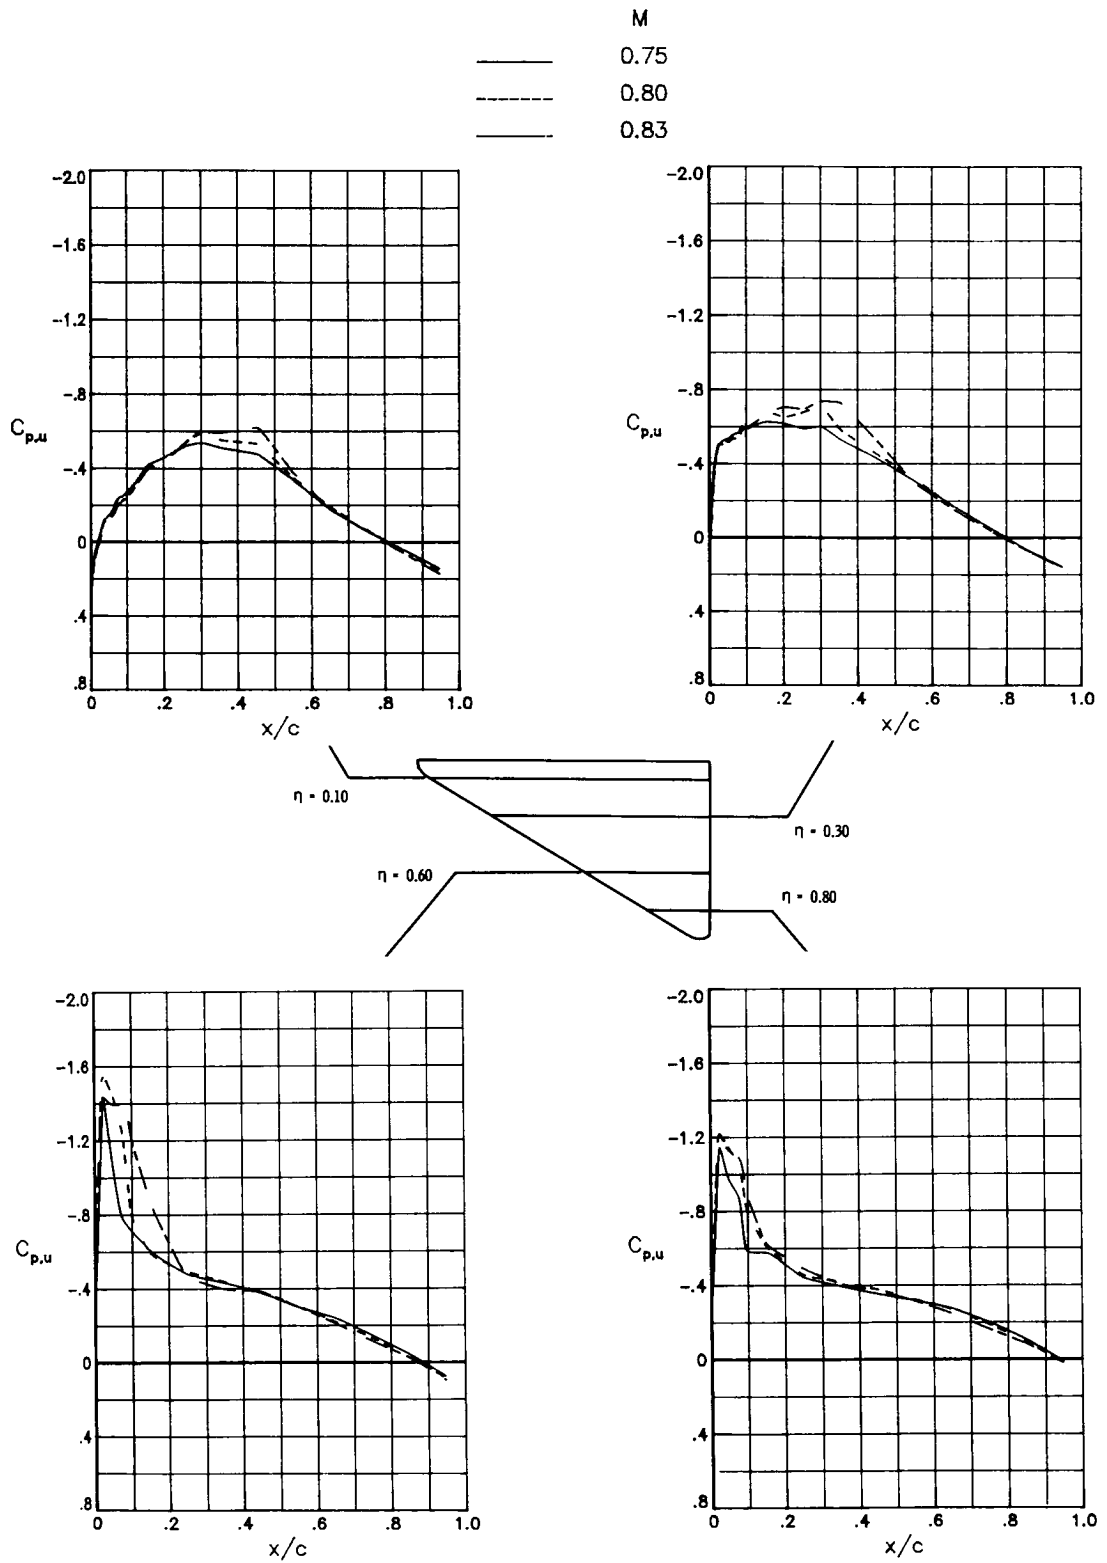 M
0.75
0.80
0.83
-2.0
-1.6
-1.2
-.8
-.4
0
.4
.8
C_{p,u}
0 .2 .4 .6 .8 1.0
x/c
-2.0
-1.6
-1.2
-.8
-.4
0
.4
.8
C_{p,u}
0 .2 .4 .6 .8 1.0
x/c
η = 0.10
η = 0.30
η = 0.60
η = 0.80
-2.0
-1.6
-1.2
-.8
-.4
0
.4
.8
C_{p,u}
0 .2 .4 .6 .8 1.0
x/c
-2.0
-1.6
-1.2
-.8
-.4
0
.4
.8
C_{p,u}
0 .2 .4 .6 .8 1.0
x/c